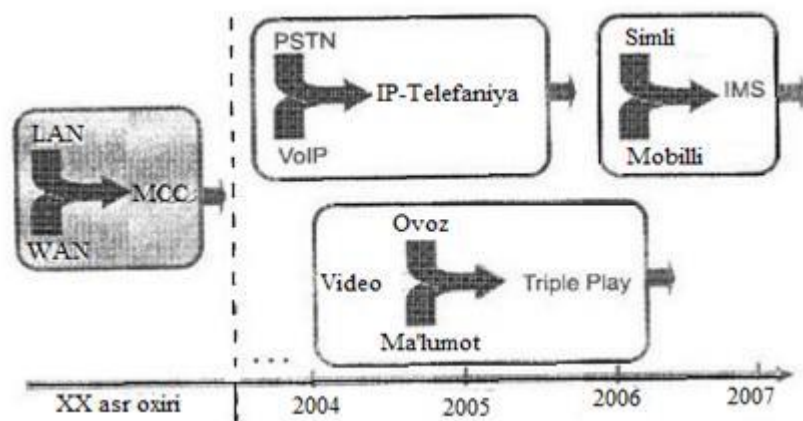 PSTN
IP-Telefaniya
VoIP
Simli
IMS
Mobilli
LAN
MCC
WAN
Ovoz
Video
Triple Play
Ma'lumot
...
XX asr oxiri
2004
2005
2006
2007